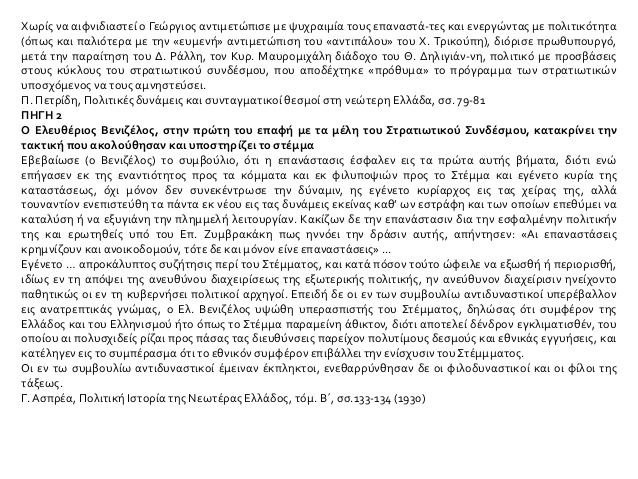 Χωρίς να αιφνιδιαστεί ο Γεώργιος αντιμετώπισε με ψυχραιμία τους επαναστά-τες και ενεργώντας με πολιτικότητα
(όπως και παλιότερα με την «ευμενή» αντιμετώπιση του «αντιπάλου» του Χ. Τρικούπη), διόρισε πρωθυπουργό,
μετά την παραίτηση του Δ. Ράλλη, τον Κυρ. Μαυρομιχάλη διάδοχο του Θ. Δηλιγιάν-νη, πολιτικό με προσβάσεις
στους κύκλους του στρατιωτικού συνδέσμου, που αποδέχτηκε «πρόθυμα» το πρόγραμμα των στρατιωτικών
υποσχόμενος να τους αμνηστεύσει.
Π. Πετρίδη, Πολιτικές δυνάμεις και συνταγματικοί θεσμοί στη νεώτερη Ελλάδα, σσ. 79-81
ΠΗΓΗ 2
Ο Ελευθέριος Βενιζέλος, στην πρώτη του επαφή με τα μέλη του Στρατιωτικού Συνδέσμου, κατακρίνει την
τακτική που ακολούθησαν και υποστηρίζει το στέμμα
Εβεβαίωσε (ο Βενιζέλος) το συμβούλιο, ότι η επανάστασις έσφαλεν εις τα πρώτα αυτής βήματα, διότι ενώ
επήγασεν εκ της εναντιότητος προς τα κόμματα και εκ φιλυποψιών προς το Στέμμα και εγένετο κυρία της
καταστάσεως, όχι μόνον δεν συνεκέντρωσε την δύναμιν, ης εγένετο κυρίαρχος εις τας χείρας της, αλλά
τουναντίον ενεπιστεύθη τα πάντα εκ νέου εις τας δυνάμεις εκείνας καθ' ων εστράφη και των οποίων επεθύμει να
καταλύση ή να εξυγιάνη την πλημμελή λειτουργίαν. Κακίζων δε την επανάστασιν δια την εσφαλμένην πολιτικήν
της και ερωτηθείς υπό του Επ. Ζυμβρακάκη πως ηννόει την δράσιν αυτής, απήντησεν: «Αι επαναστάσεις
κρημνίζουν και ανοικοδομούν, τότε δε και μόνον είνε επαναστάσεις» ...
Εγένετο ... απροκάλυπτος συζήτησις περί του Στέμματος, και κατά πόσον τούτο ώφειλε να εξωσθή ή περιορισθή,
ιδίως εν τη απόψει της ανευθύνου διαχειρίσεως της εξωτερικής πολιτικής, ην ανεύθυνον διαχείρισιν ηνείχοντο
παθητικώς οι εν τη κυβερνήσει πολιτικοί αρχηγοί. Επειδή δε οι εν των συμβουλίω αντιδυναστικοί υπερέβαλλον
εις ανατρεπτικάς γνώμας, ο Ελ. Βενιζέλος υψώθη υπερασπιστής του Στέμματος, δηλώσας ότι συμφέρον της
Ελλάδος και του Ελληνισμού ήτο όπως το Στέμμα παραμείνη άθικτον, διότι αποτελεί δένδρον εγκλιματισθέν, του
οποίου αι πολυσχιδείς ρίζαι προς πάσας τας διευθύνσεις παρείχον πολυτίμους δεσμούς και εθνικάς εγγυήσεις, και
κατέληγεν εις το συμπέρασμα ότι το εθνικόν συμφέρον επιβάλλει την ενίσχυσιν του Στέμμματος.
Οι εν τω συμβουλίω αντιδυναστικοί έμειναν έκπληκτοι, ενεθαρρύνθησαν δε οι φιλοδυναστικοί και οι φίλοι της
τάξεως.
Γ. Ασπρέα, Πολιτική Ιστορία της Νεωτέρας Ελλάδος, τόμ. Β΄, σσ.133-134 (1930)